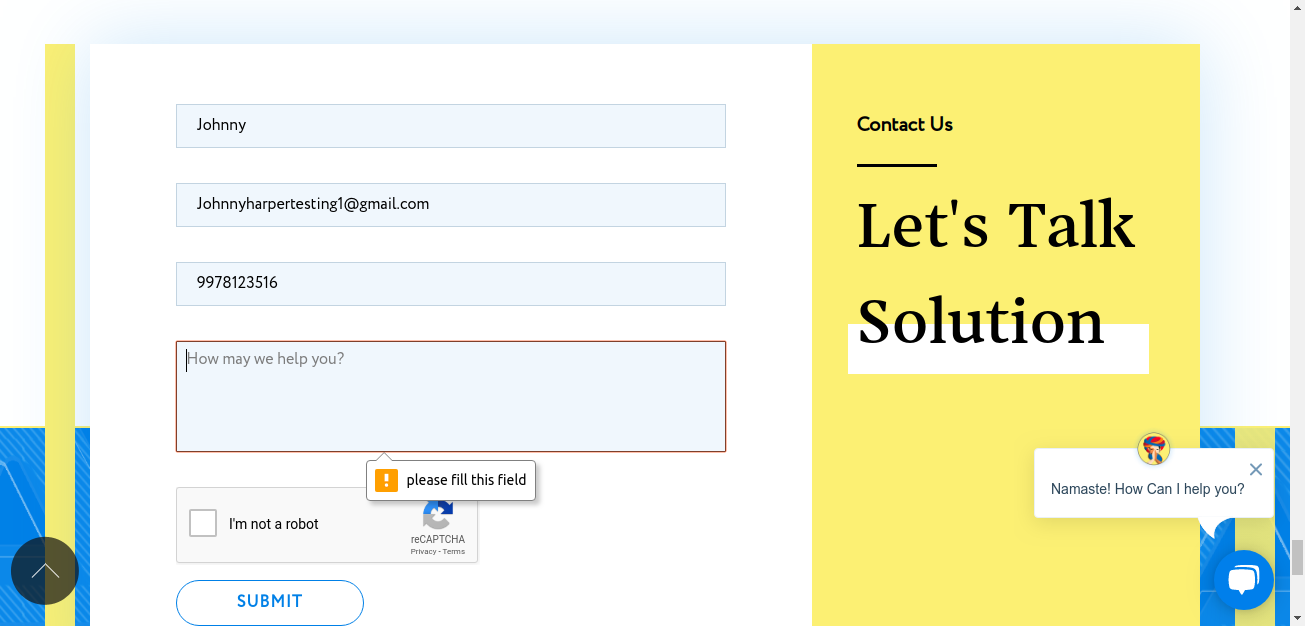 Johnny
Johnnyharpertesting1@gmail.com
9978123516
How may we help you?
please fill this field
I'm not a robot
reCAPTCHA
Privacy - Terms
SUBMIT
Contact Us
Let's Talk
Solution
Namaste! How Can I help you?